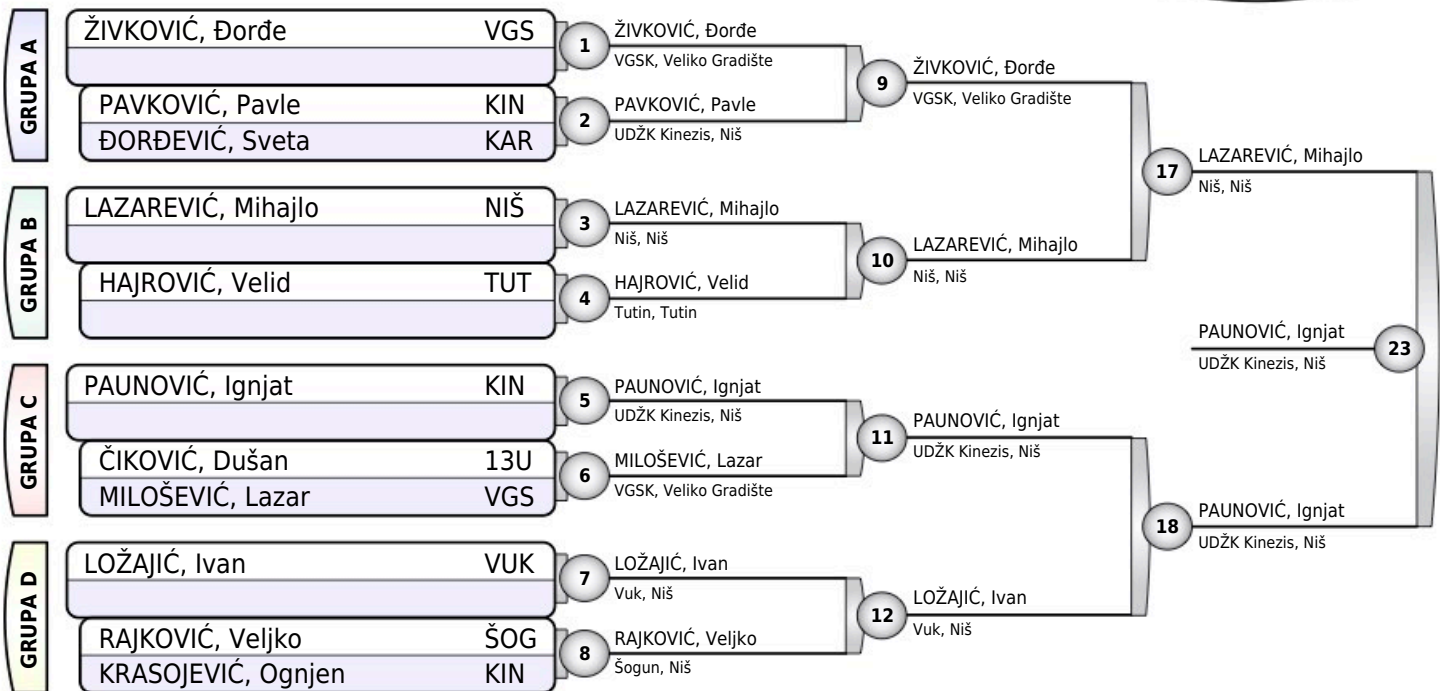 GRUPA A
ŽIVKOVIĆ, Đorđe VGS
PAVKOVIĆ, Pavle KIN
ĐORĐEVIĆ, Sveta KAR
1
ŽIVKOVIĆ, Đorđe
VGSK, Veliko Gradište
2
PAVKOVIĆ, Pavle
UDŽK Kinezis, Niš
9
ŽIVKOVIĆ, Đorđe
VGSK, Veliko Gradište
GRUPA B
LAZAREVIĆ, Mihajlo NIŠ
HAJROVIĆ, Velid TUT
3
LAZAREVIĆ, Mihajlo
Niš, Niš
4
HAJROVIĆ, Velid
Tutin, Tutin
10
LAZAREVIĆ, Mihajlo
Niš, Niš
17
LAZAREVIĆ, Mihajlo
Niš, Niš
GRUPA C
PAUNOVIĆ, Ignjat KIN
ČIKOVIĆ, Dušan 13U
MILOŠEVIĆ, Lazar VGS
5
PAUNOVIĆ, Ignjat
UDŽK Kinezis, Niš
6
MILOŠEVIĆ, Lazar
VGSK, Veliko Gradište
11
PAUNOVIĆ, Ignjat
UDŽK Kinezis, Niš
GRUPA D
LOŽAJIĆ, Ivan VUK
RAJKOVIĆ, Veljko ŠOG
KRASOJEVIĆ, Ognjen KIN
7
LOŽAJIĆ, Ivan
Vuk, Niš
8
RAJKOVIĆ, Veljko
Šogun, Niš
12
LOŽAJIĆ, Ivan
Vuk, Niš
18
PAUNOVIĆ, Ignjat
UDŽK Kinezis, Niš
PAUNOVIĆ, Ignjat
UDŽK Kinezis, Niš
23